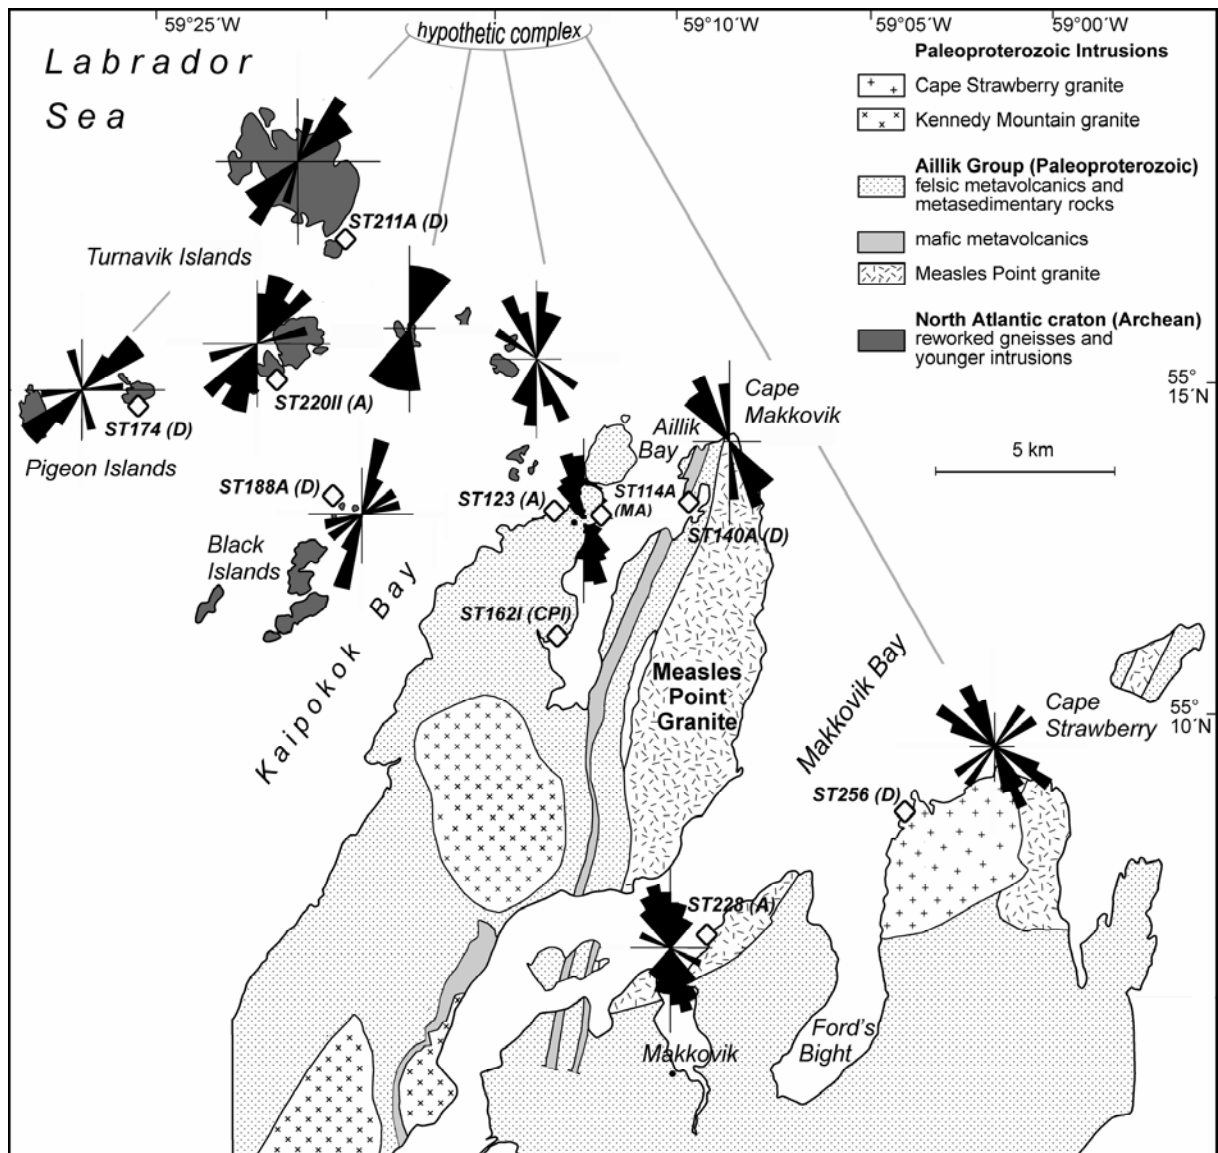 59°25'W
59°10'W
59°05'W
59°00'W
hypothetic complex
Labrador
Sea
Paleoproterozoic Intrusions
Cape Strawberry granite
Kennedy Mountain granite
Aillik Group (Paleoproterozoic)
felsic metavolcanics and
metasedimentary rocks
mafic metavolcanics
Measles Point granite
North Atlantic craton (Archean)
reworked gneisses and
younger intrusions
ST211A (D)
Turnavik Islands
ST220II (A)
ST174 (D)
Pigeon Islands
55°
15´N
Cape
Makkovik
Aillik
Bay
5 km
ST188A (D)
ST123 (A)
ST114A
(MA)
ST140A (D)
Black
Islands
Kaipokok Bay
ST162I (CPI)
Measles
Point
Granite
Makkovik Bay
Cape
Strawberry
55°
10´N
ST256 (D)
ST228 (A)
Ford's
Bight
Makkovik